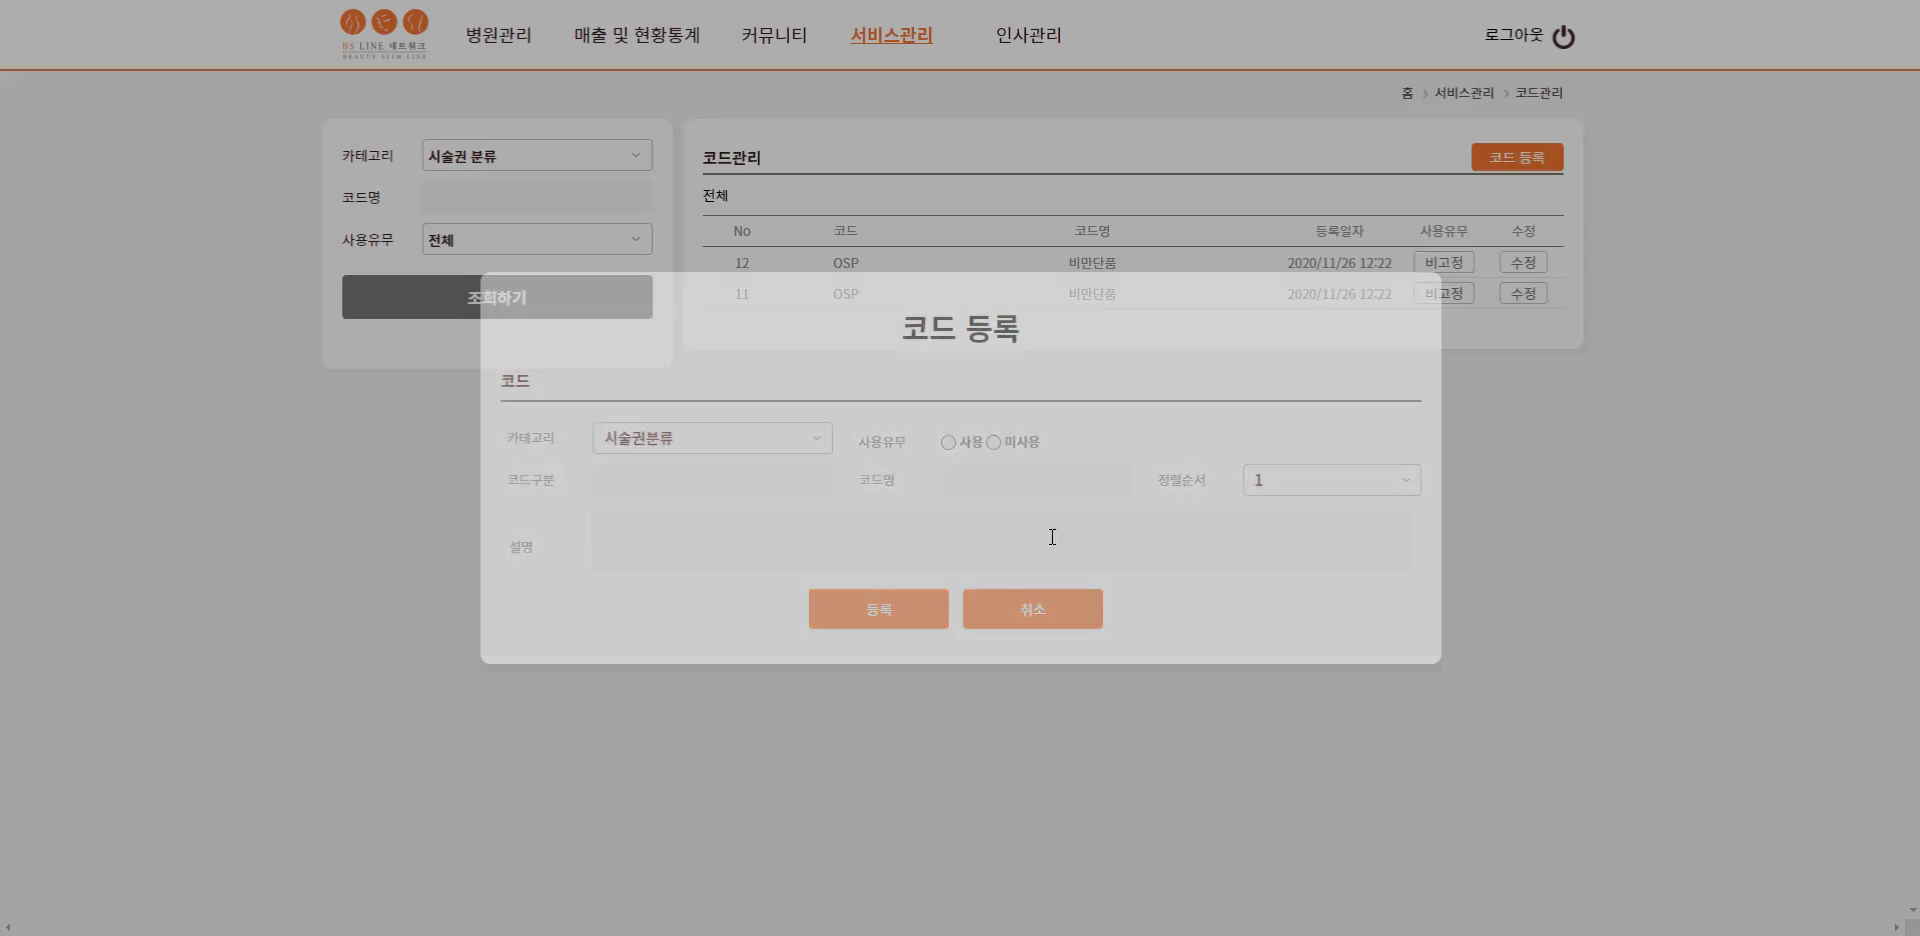 BS LINE 네트워크
BEAUTY SLIM LINE
병원관리 매출 및 현황통계 커뮤니티 서비스관리 인사관리 로그아웃
홈 › 서비스관리 › 코드관리
카테고리 시술권 분류
코드명
사용유무 전체
조회하기
코드관리 코드 등록
전체
No 코드 코드명 등록일자 사용유무 수정
12 OSP 비만단품 2020/11/26 12:22 비고정 수정
11 OSP 비만단품 2020/11/26 12:22 비고정 수정
코드 등록
코드
카테고리 시술권분류 사용유무 사용 미사용
코드구분 코드명 정렬순서 1
설명
등록 취소